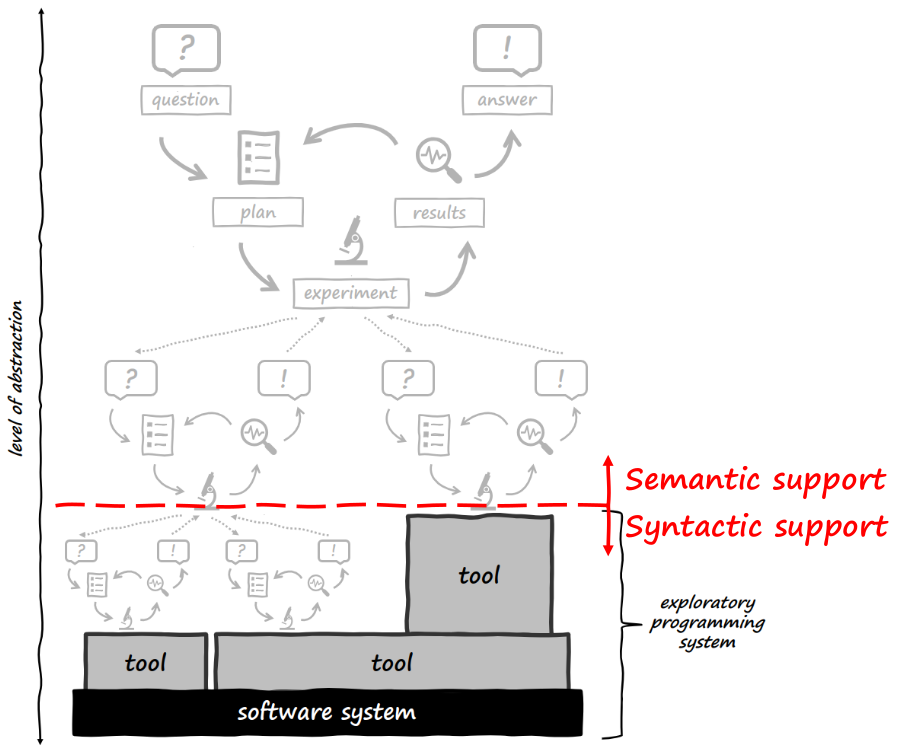 ?
!
question
answer
plan
results
experiment
level of abstraction
?
!
?
!
Semantic support
Syntactic support
?
!
?
!
tool
exploratory
programming
system
tool
tool
software system